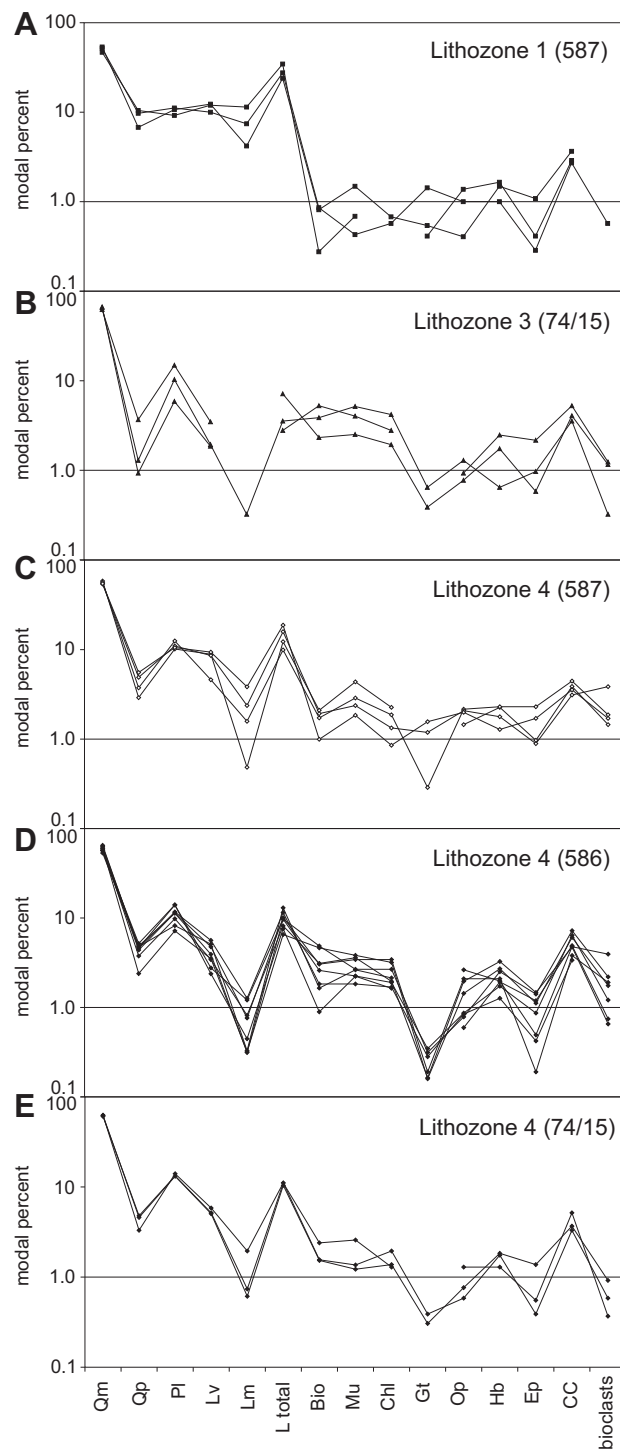 A
100
Lithozone 1 (587)
10
modal percent
1.0
0.1
B
100
Lithozone 3 (74/15)
10
modal percent
1.0
0.1
C
100
Lithozone 4 (587)
10
modal percent
1.0
0.1
D
100
Lithozone 4 (586)
10
modal percent
1.0
0.1
E
100
Lithozone 4 (74/15)
10
modal percent
1.0
0.1
Qm
Qp
Pl
Lv
Lm
L total
Bio
Mu
Chl
Gt
Op
Hb
Ep
CC
bioclasts